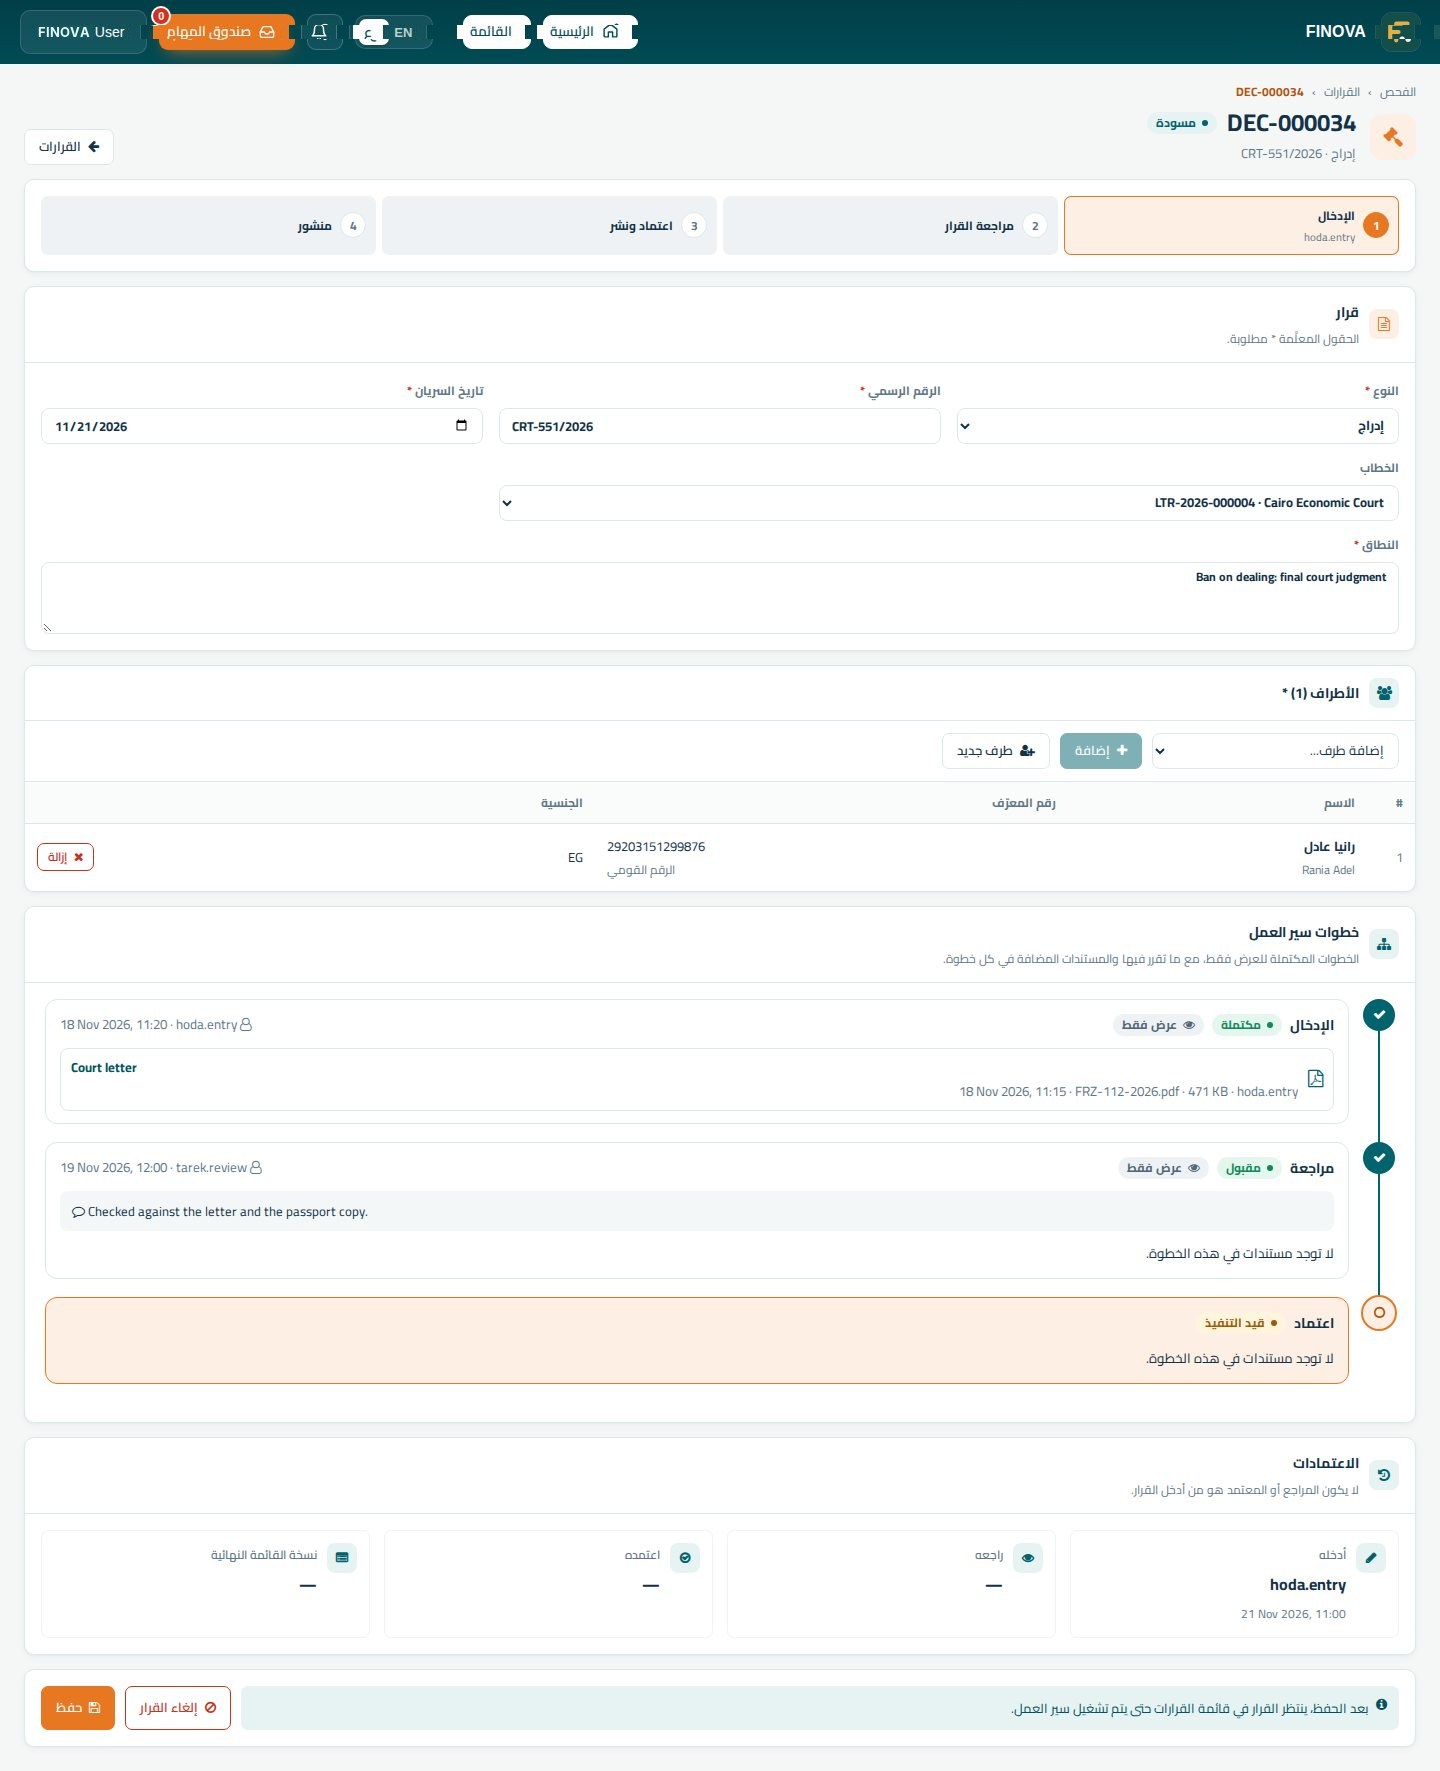 FINOVA
الرئيسية
القائمة
EN
ع
صندوق المهام
0
FINOVA User
الفحص › القرارات › DEC-000034
DEC-000034
مسودة
إدراج · CRT-551/2026
القرارات
1
الإدخال
hoda.entry
2
مراجعة القرار
3
اعتماد ونشر
4
منشور
قرار
الحقول المعلَّمة * مطلوبة.
النوع *
الرقم الرسمي *
تاريخ السريان *
إدراج
CRT-551/2026
11/21/2026
الخطاب
LTR-2026-000004 · Cairo Economic Court
النطاق *
Ban on dealing: final court judgment
الأطراف (1) *
إضافة طرف...
إضافة
طرف جديد
#
الاسم
رقم المعرّف
الجنسية
1
رانيا عادل
Rania Adel
29203151299876
الرقم القومي
EG
إزالة
خطوات سير العمل
الخطوات المكتملة للعرض فقط، مع ما تقرر فيها والمستندات المضافة في كل خطوة.
الإدخال
مكتملة
عرض فقط
18 Nov 2026, 11:20 · hoda.entry
Court letter
18 Nov 2026, 11:15 · FRZ-112-2026.pdf · 471 KB · hoda.entry
مراجعة
مقبول
عرض فقط
19 Nov 2026, 12:00 · tarek.review
Checked against the letter and the passport copy.
لا توجد مستندات في هذه الخطوة.
اعتماد
قيد التنفيذ
لا توجد مستندات في هذه الخطوة.
الاعتمادات
لا يكون المراجع أو المعتمد هو من أدخل القرار.
أدخله
hoda.entry
21 Nov 2026, 11:00
راجعه
—
اعتمده
—
نسخة القائمة النهائية
—
بعد الحفظ، ينتظر القرار في قائمة القرارات حتى يتم تشغيل سير العمل.
إلغاء القرار
حفظ